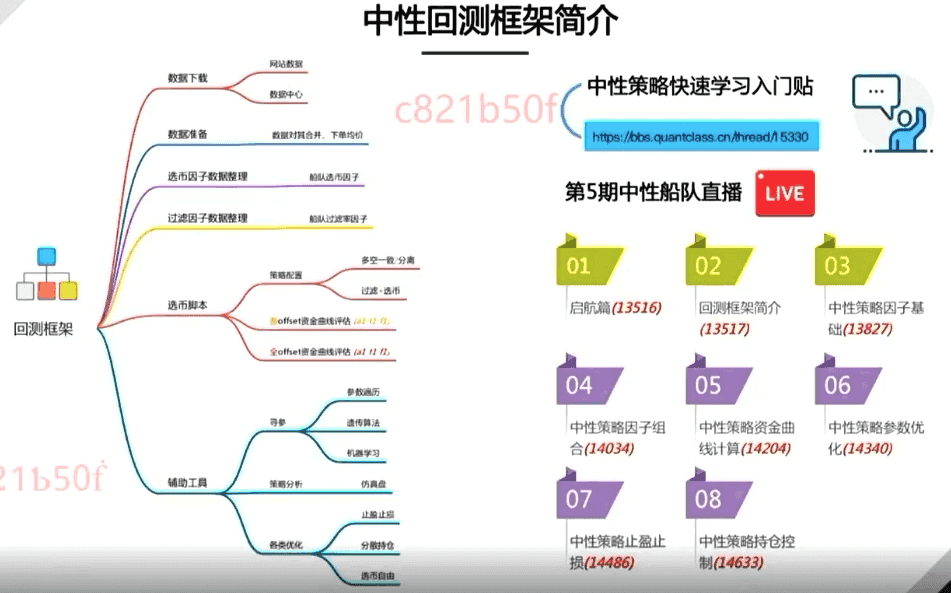 中性回测框架简介
数据下载
网站数据
数据中心
数据准备
数据对其合并、下单均价
选币因子数据整理
船队选币因子
过滤因子数据整理
船队过滤率因子
回测框架
选币脚本
策略配置
多空一致/分离
过滤+选币
offset资金曲线评估
全offset资金曲线评估
辅助工具
寻参
参数遍历
遗传算法
机器学习
策略分析
仿真盘
各类优化
止盈止损
分散持仓
选币自由
c821b50f
21b50f
中性策略快速学习入门贴
https://bbs.quantclass.cn/thread/15330
第5期中性船队直播
LIVE
01
启航篇(13516)
02
回测框架简介
(13517)
03
中性策略因子基
础(13827)
04
中性策略因子组
合(14034)
05
中性策略资金曲
线计算(14204)
06
中性策略参数优
化(14340)
07
中性策略止盈止
损(14486)
08
中性策略持仓控
制(14633)